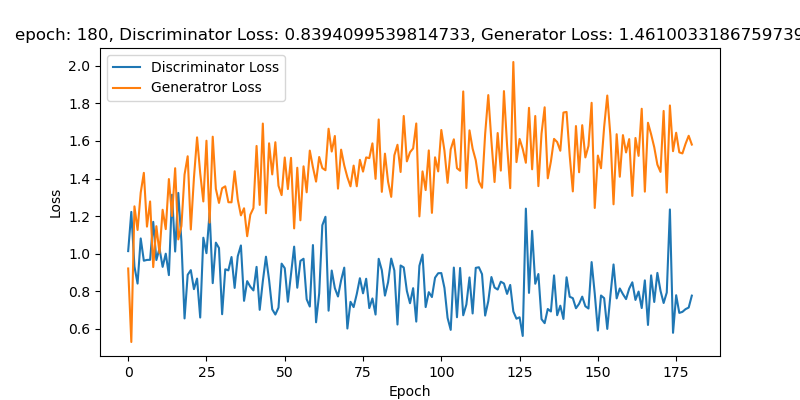 epoch: 180, Discriminator Loss: 0.8394099539814733, Generator Loss: 1.4610033186759739
Discriminator Loss
Generatror Loss
2.0
1.8
1.6
1.4
1.2
1.0
0.8
0.6
Loss
0 25 50 75 100 125 150 175
Epoch